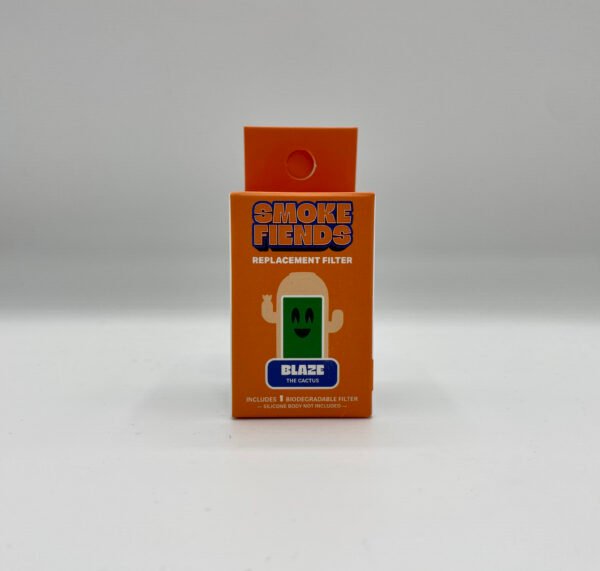 SMOKE
FIENDS
REPLACEMENT FILTER
BLAZE
THE CACTUS
INCLUDES 1 BIODEGRADABLE FILTER
— SILICONE BODY NOT INCLUDED —